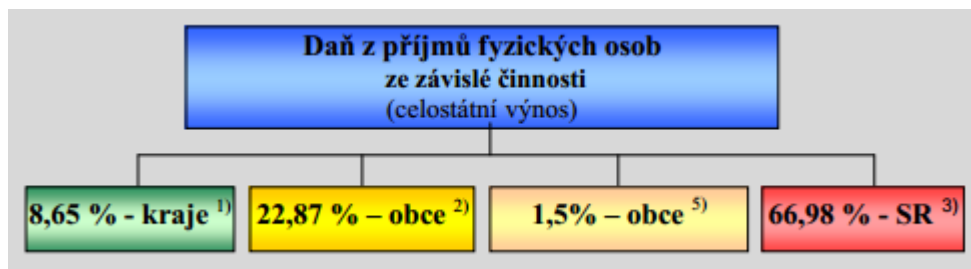 Daň z příjmů fyzických osob
ze závislé činnosti
(celostátní výnos)
8,65 % - kraje 1)
22,87 % – obce 2)
1,5% – obce 5)
66,98 % - SR 3)